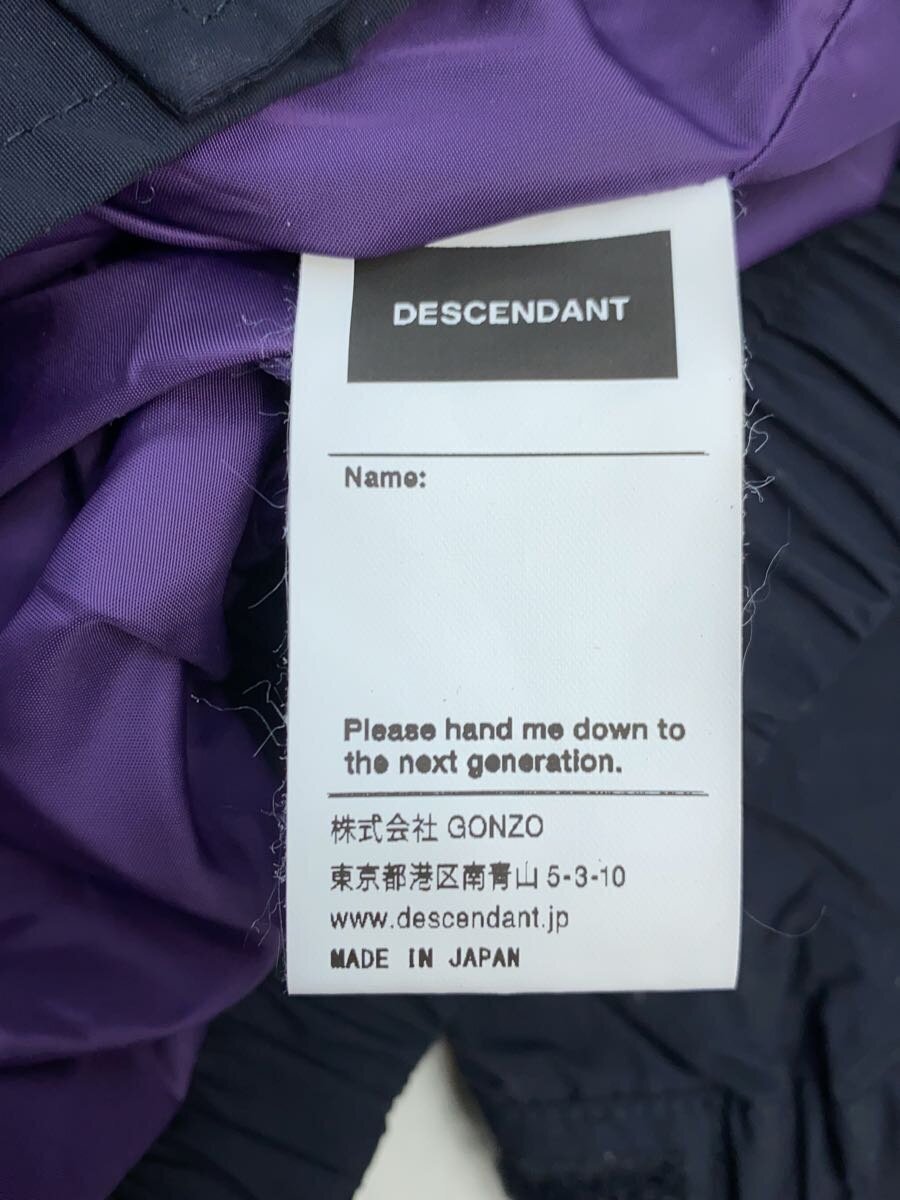 DESCENDANT
Name:
Please hand me down to
the next generation.
株式会社 GONZO
東京都港区南青山 5-3-10
www.descendant.jp
MADE IN JAPAN